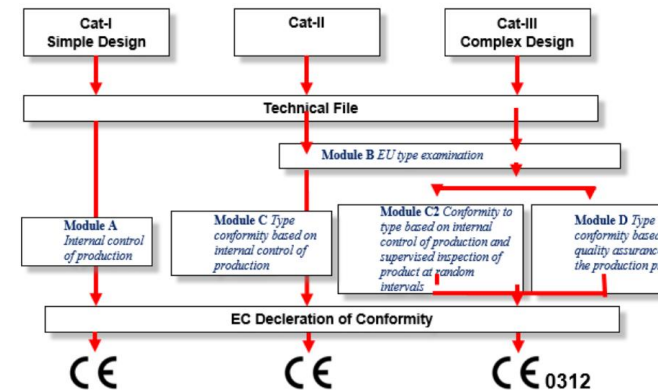 Cat-I
Simple Design
Cat-II
Cat-III
Complex Design
Technical File
Module B EU type examination
Module A
Internal control
of production
Module C Type
conformity based on
internal control of
production
Module C2 Conformity to
type based on internal
control of production and
supervised inspection of
product at random
intervals
Module D Type
conformity based
quality assurance
the production p
EC Decleration of Conformity
CE
CE
CE 0312